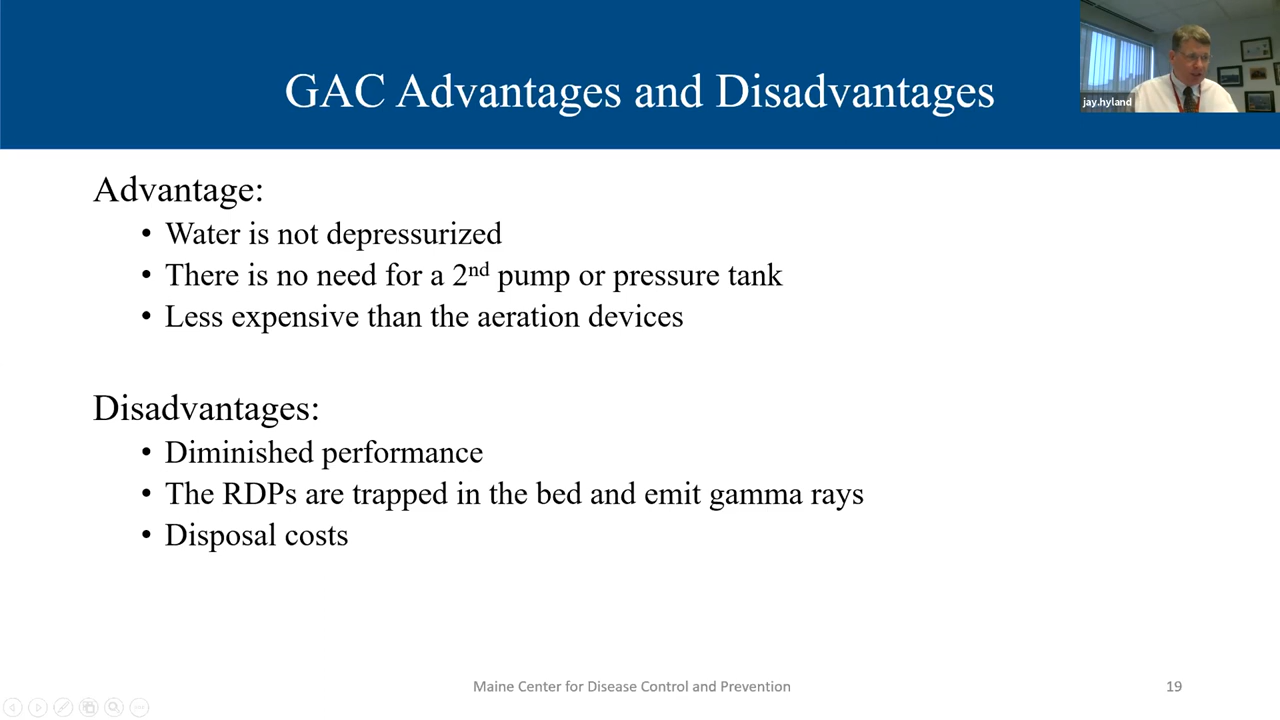 GAC Advantages and Disadvantages
jay.hyland
Advantage:
• Water is not depressurized
• There is no need for a 2nd pump or pressure tank
• Less expensive than the aeration devices
Disadvantages:
• Diminished performance
• The RDPs are trapped in the bed and emit gamma rays
• Disposal costs
Maine Center for Disease Control and Prevention
19